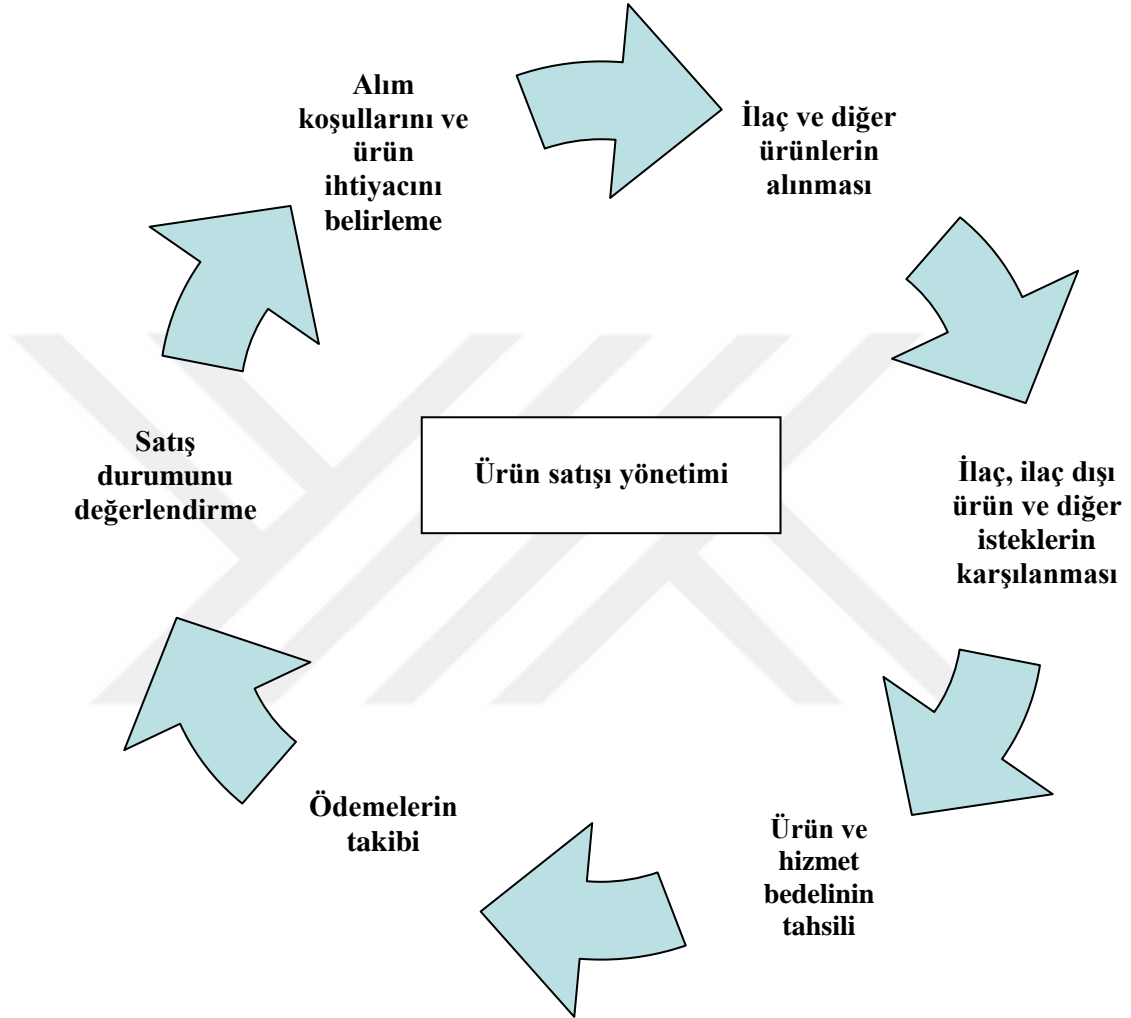 Alım
koşullarını ve
ürün
ihtiyacını
belirleme
İlaç ve diğer
ürünlerin
alınması
İlaç, ilaç dışı
ürün ve diğer
isteklerin
karşılanması
Ürün ve
hizmet
bedelinin
tahsili
Ödemelerin
takibi
Satış
durumunu
değerlendirme
Ürün satışı yönetimi